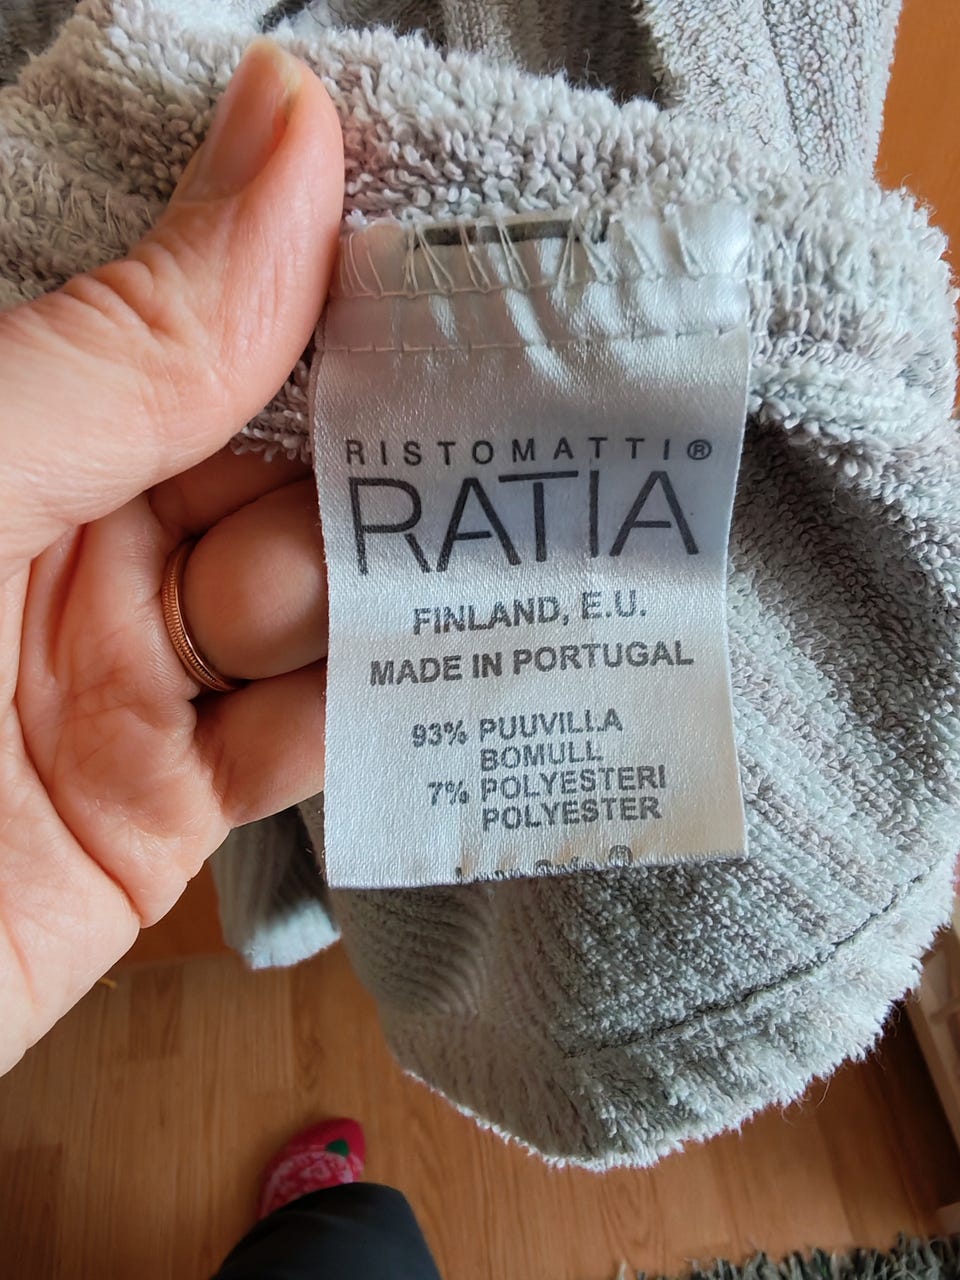 RISTOMATTI®
RATIA
FINLAND, E.U.
MADE IN PORTUGAL
93% PUUVILLA
BOMULL
7% POLYESTERI
POLYESTER